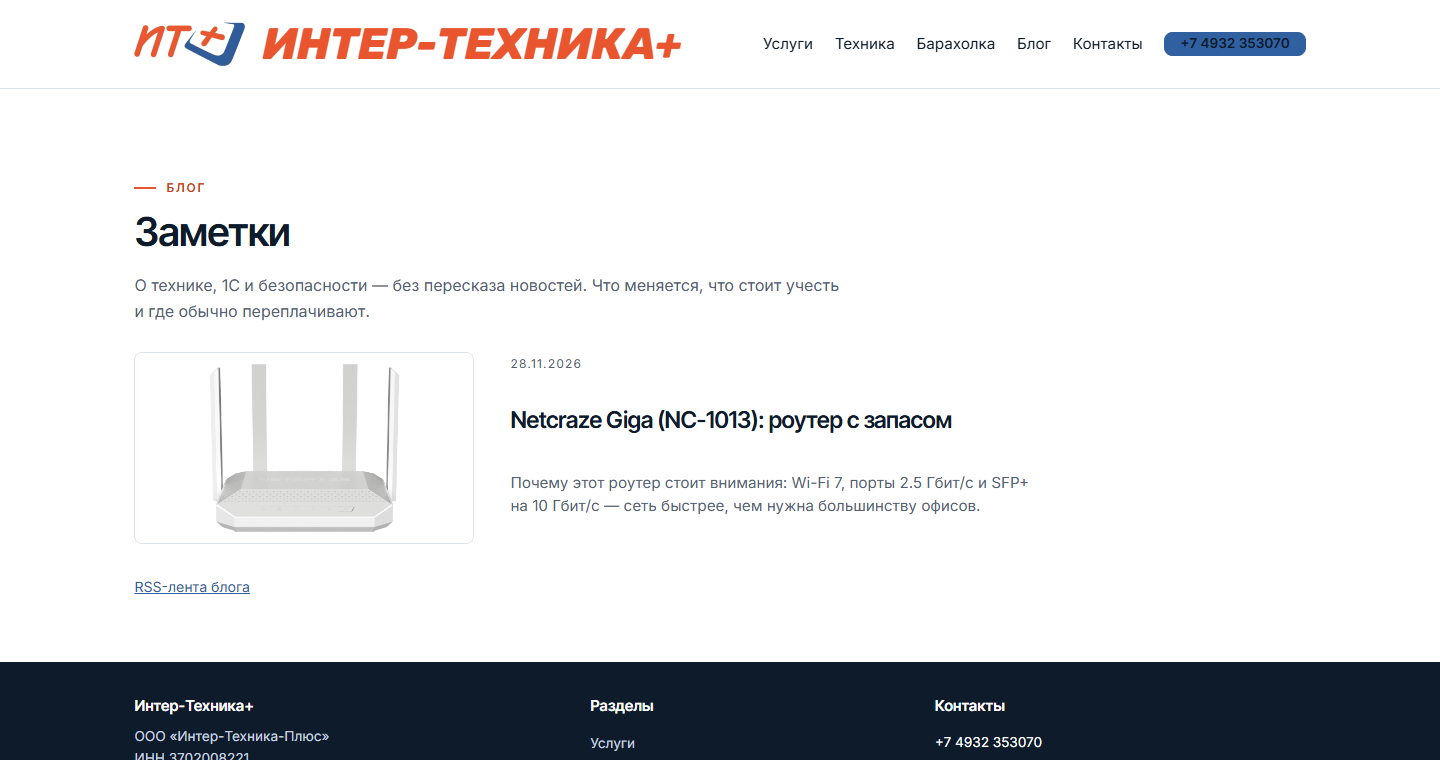 ИТ+ ИНТЕР-ТЕХНИКА+
Услуги Техника Барахолка Блог Контакты +7 4932 353070
БЛОГ
Заметки
О технике, 1С и безопасности — без пересказа новостей. Что меняется, что стоит учесть
и где обычно переплачивают.
28.11.2026
Netcraze Giga (NC-1013): роутер с запасом
Почему этот роутер стоит внимания: Wi-Fi 7, порты 2.5 Гбит/с и SFP+
на 10 Гбит/с — сеть быстрее, чем нужна большинству офисов.
RSS-лента блога
Интер-Техника+
ООО «Интер-Техника-Плюс»
ИНН 3702008221
Разделы
Услуги
Контакты
+7 4932 353070